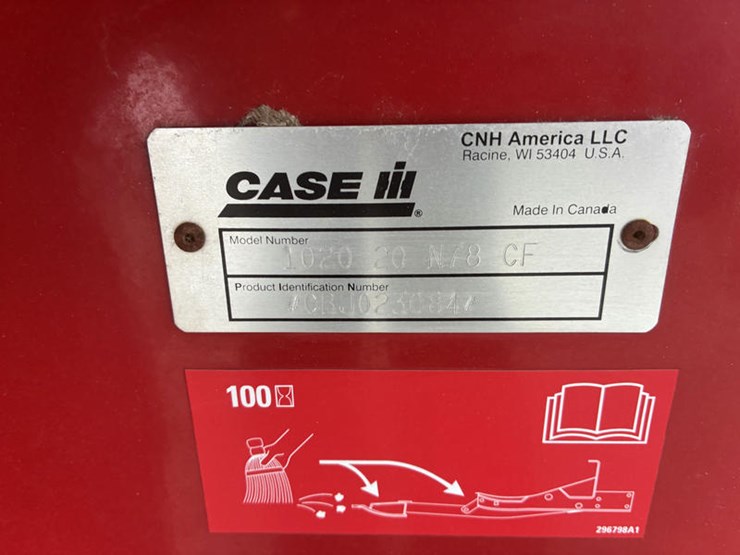 CNH America LLC
Racine, WI 53404 U.S.A.
CASE IH
®
Made In Canada
Model Number
1020 20 N/8 CF
Product Identification Number
100
296798A1